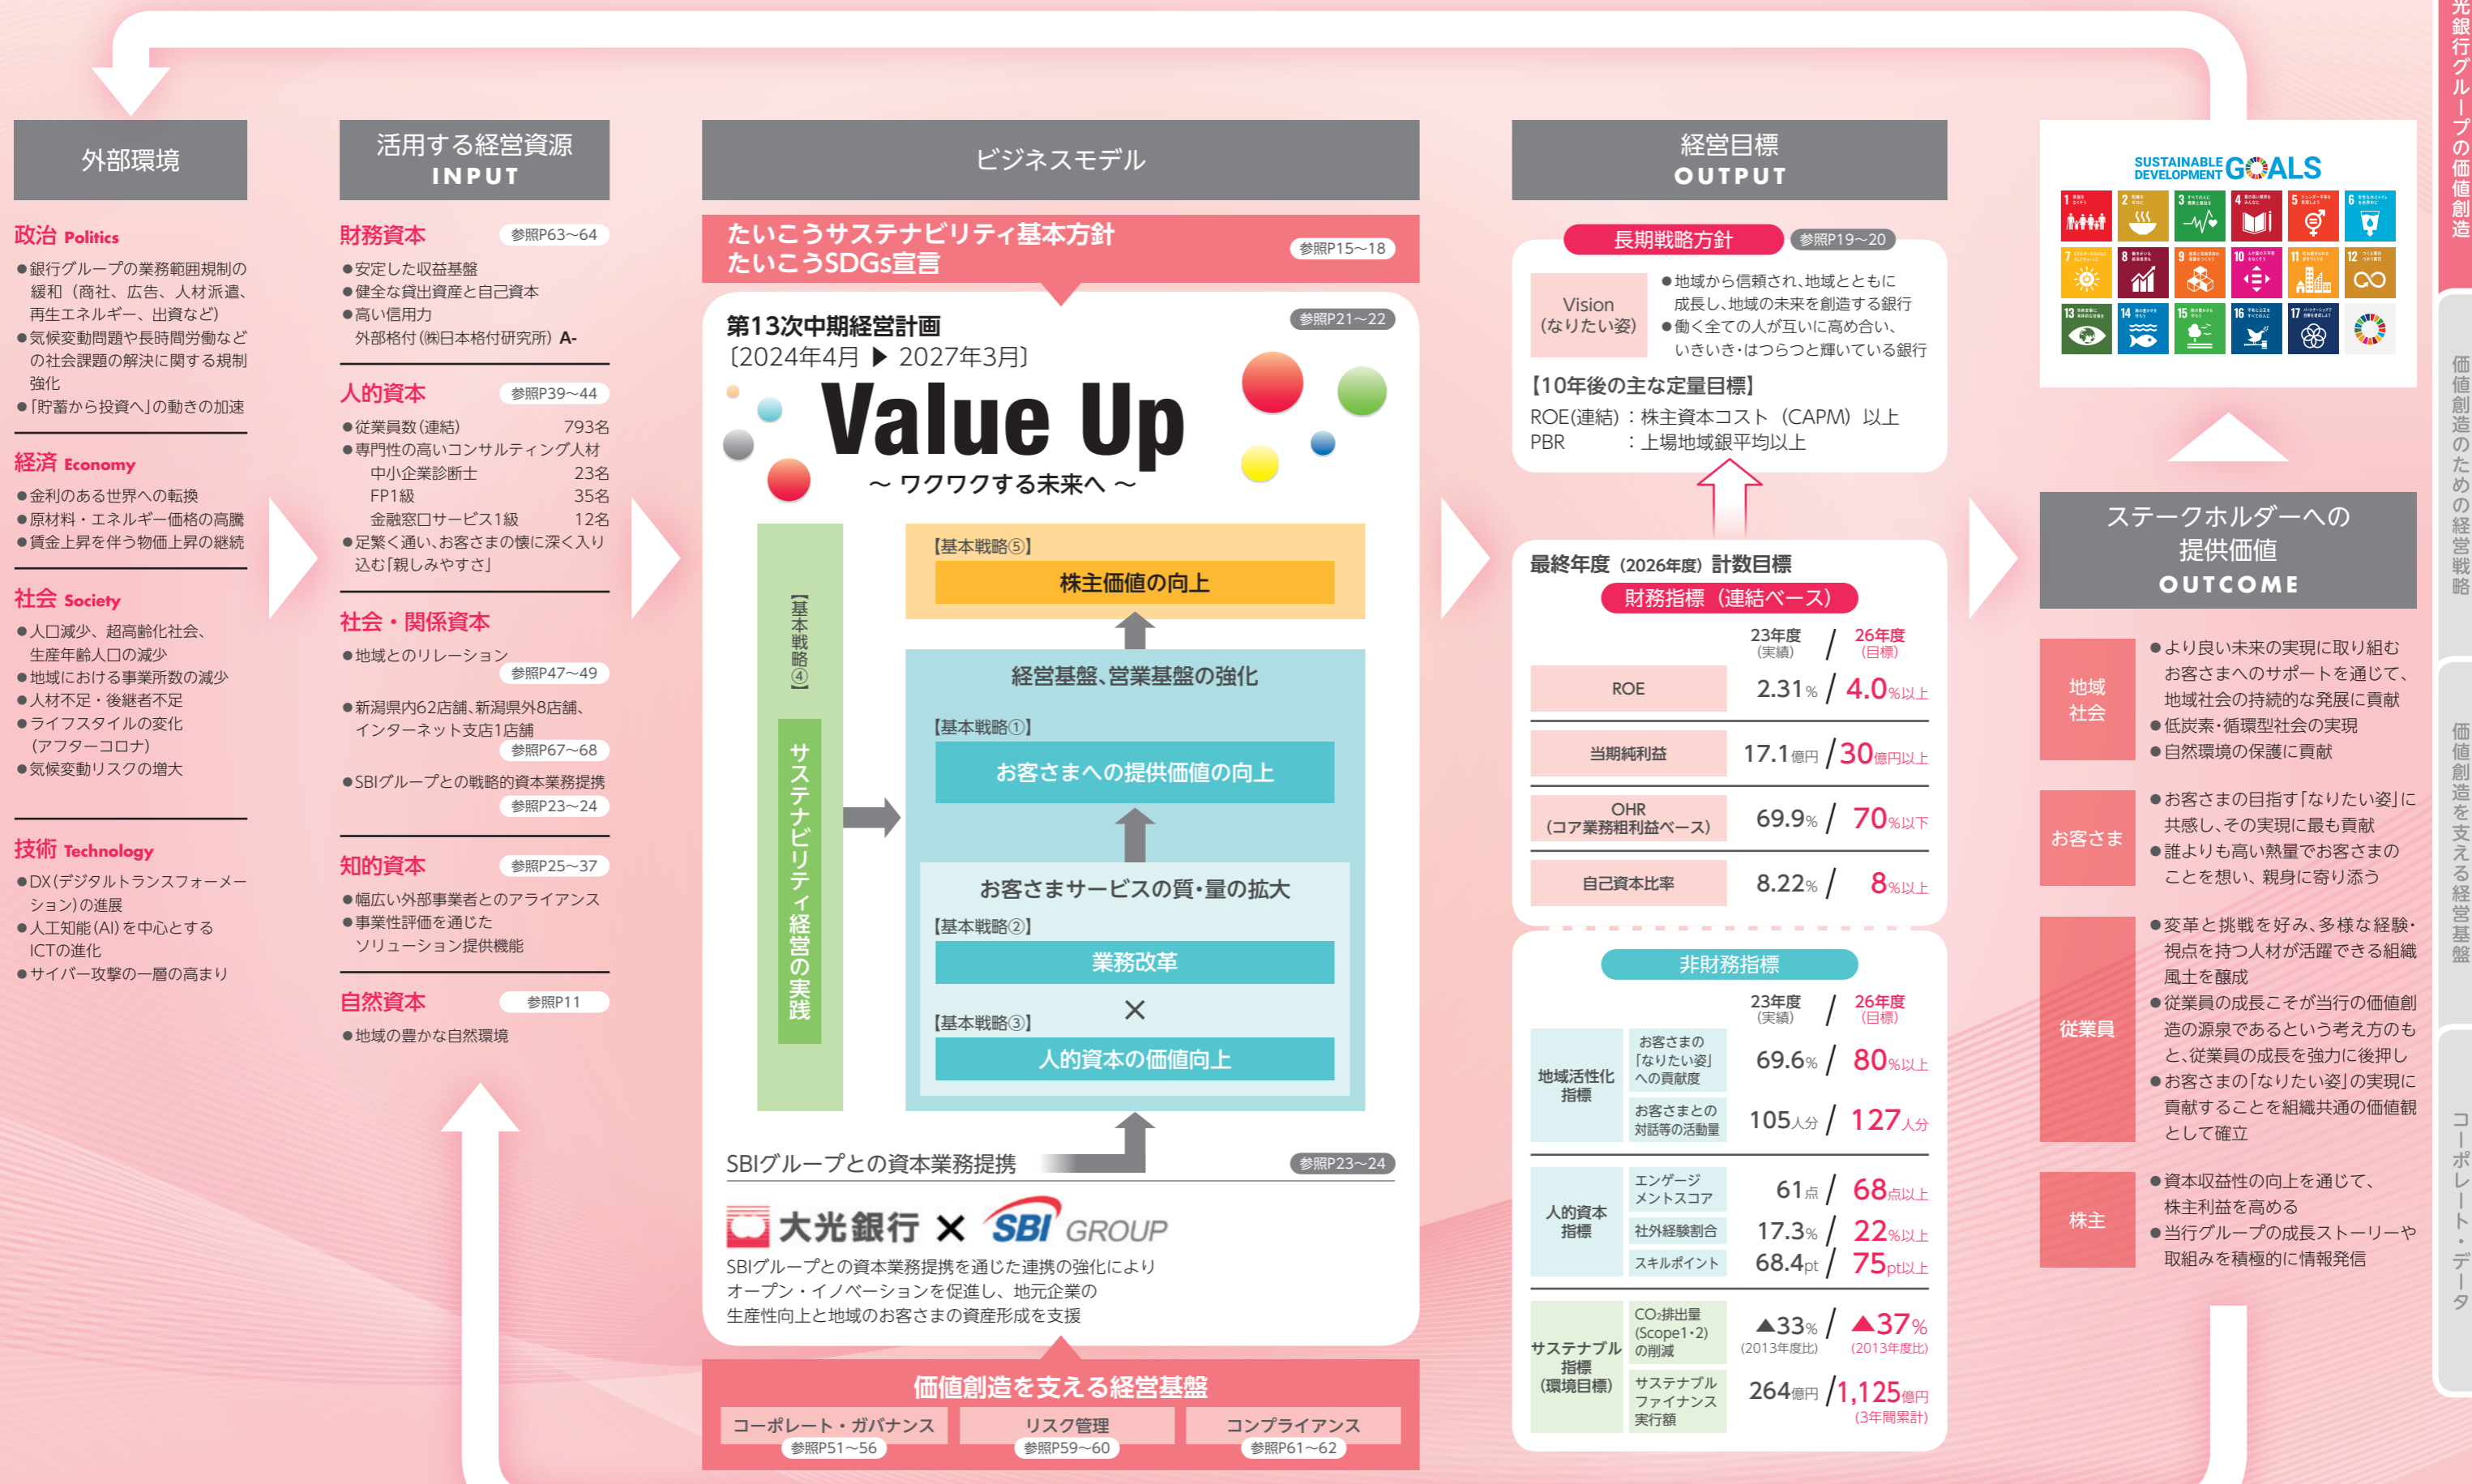 外部環境
政治 Politics
●銀行グループの業務範囲規制の
緩和（商社、広告、人材派遣、
再生エネルギー、出資など）
●気候変動問題や長時間労働など
の社会課題の解決に関する規制
強化
●「貯蓄から投資へ」の動きの加速
経済 Economy
●金利のある世界への転換
●原材料・エネルギー価格の高騰
●賃金上昇を伴う物価上昇の継続
社会 Society
●人口減少、超高齢化社会、
生産年齢人口の減少
●地域における事業所数の減少
●人材不足・後継者不足
●ライフスタイルの変化
（アフターコロナ）
●気候変動リスクの増大
技術 Technology
●DX（デジタルトランスフォーメー
ション）の進展
●人工知能（AI）を中心とする
ICTの進化
●サイバー攻撃の一層の高まり
活用する経営資源
INPUT
財務資本 参照P63～64
●安定した収益基盤
●健全な貸出資産と自己資本
●高い信用力
外部格付（㈱日本格付研究所） A-
人的資本 参照P39～44
●従業員数（連結） 793名
●専門性の高いコンサルティング人材
中小企業診断士 23名
FP1級 35名
金融窓口サービス1級 12名
●足繁く通い、お客さまの懐に深く入り
込む「親しみやすさ」
社会・関係資本
●地域とのリレーション
参照P47～49
●新潟県内62店舗、新潟県外8店舗、
インターネット支店1店舗
参照P67～68
●SBIグループとの戦略的資本業務提携
参照P23～24
知的資本 参照P25～37
●幅広い外部事業者とのアライアンス
●事業性評価を通じた
ソリューション提供機能
自然資本 参照P11
●地域の豊かな自然環境
ビジネスモデル
たいこうサステナビリティ基本方針
たいこうSDGs宣言
参照P15～18
第13次中期経営計画
参照P21～22
〔2024年4月 ▶ 2027年3月〕
Value Up
～ ワクワクする未来へ ～
【基本戦略④】
サステナビリティ経営の実践
【基本戦略⑤】
株主価値の向上
経営基盤、営業基盤の強化
【基本戦略①】
お客さまへの提供価値の向上
お客さまサービスの質・量の拡大
【基本戦略②】
業務改革
×
【基本戦略③】
人的資本の価値向上
SBIグループとの資本業務提携
参照P23～24
大光銀行 × SBI GROUP
SBIグループとの資本業務提携を通じた連携の強化により
オープン・イノベーションを促進し、地元企業の
生産性向上と地域のお客さまの資産形成を支援
価値創造を支える経営基盤
コーポレート・ガバナンス
参照P51～56
リスク管理
参照P59～60
コンプライアンス
参照P61～62
経営目標
OUTPUT
長期戦略方針 参照P19～20
Vision
（なりたい姿）
●地域から信頼され、地域とともに
成長し、地域の未来を創造する銀行
●働く全ての人が互いに高め合い、
いきいき・はつらつと輝いている銀行
【10年後の主な定量目標】
ROE(連結)：株主資本コスト（CAPM）以上
PBR ：上場地域銀平均以上
最終年度（2026年度）計数目標
財務指標（連結ベース）
23年度 / 26年度
（実績） （目標）
ROE 2.31% / 4.0%以上
当期純利益 17.1億円 / 30億円以上
OHR
（コア業務粗利益ベース） 69.9% / 70%以下
自己資本比率 8.22% / 8%以上
非財務指標
23年度 / 26年度
（実績） （目標）
地域活性化
指標
お客さまの
「なりたい姿」
への貢献度
69.6% / 80%以上
お客さまとの
対話等の活動量
105人分 / 127人分
人的資本
指標
エンゲージ
メントスコア
61点 / 68点以上
社外経験割合 17.3% / 22%以上
スキルポイント 68.4pt / 75pt以上
サステナブル
指標
（環境目標）
CO₂排出量
(Scope1・2)
の削減
▲33% / ▲37%
(2013年度比) (2013年度比)
サステナブル
ファイナンス
実行額
264億円 / 1,125億円
（3年間累計）
SUSTAINABLE
DEVELOPMENT GOALS
1
2
3 すべての人に
4
5
6
7
8
9
10
11
12 つくる責任
つかう責任
13
14
15
16
17
ステークホルダーへの
提供価値
OUTCOME
地域
社会
●より良い未来の実現に取り組む
お客さまへのサポートを通じて、
地域社会の持続的な発展に貢献
●低炭素・循環型社会の実現
●自然環境の保護に貢献
お客さま
●お客さまの目指す「なりたい姿」に
共感し、その実現に最も貢献
●誰よりも高い熱量でお客さまの
ことを想い、親身に寄り添う
従業員
●変革と挑戦を好み、多様な経験・
視点を持つ人材が活躍できる組織
風土を醸成
●従業員の成長こそが当行の価値創
造の源泉であるという考え方のも
と、従業員の成長を強力に後押し
●お客さまの「なりたい姿」の実現に
貢献することを組織共通の価値観
として確立
株主
●資本収益性の向上を通じて、
株主利益を高める
●当行グループの成長ストーリーや
取組みを積極的に情報発信
光銀行グループの価値創造
価値創造のための経営戦略
価値創造を支える経営基盤
コーポレート・データ